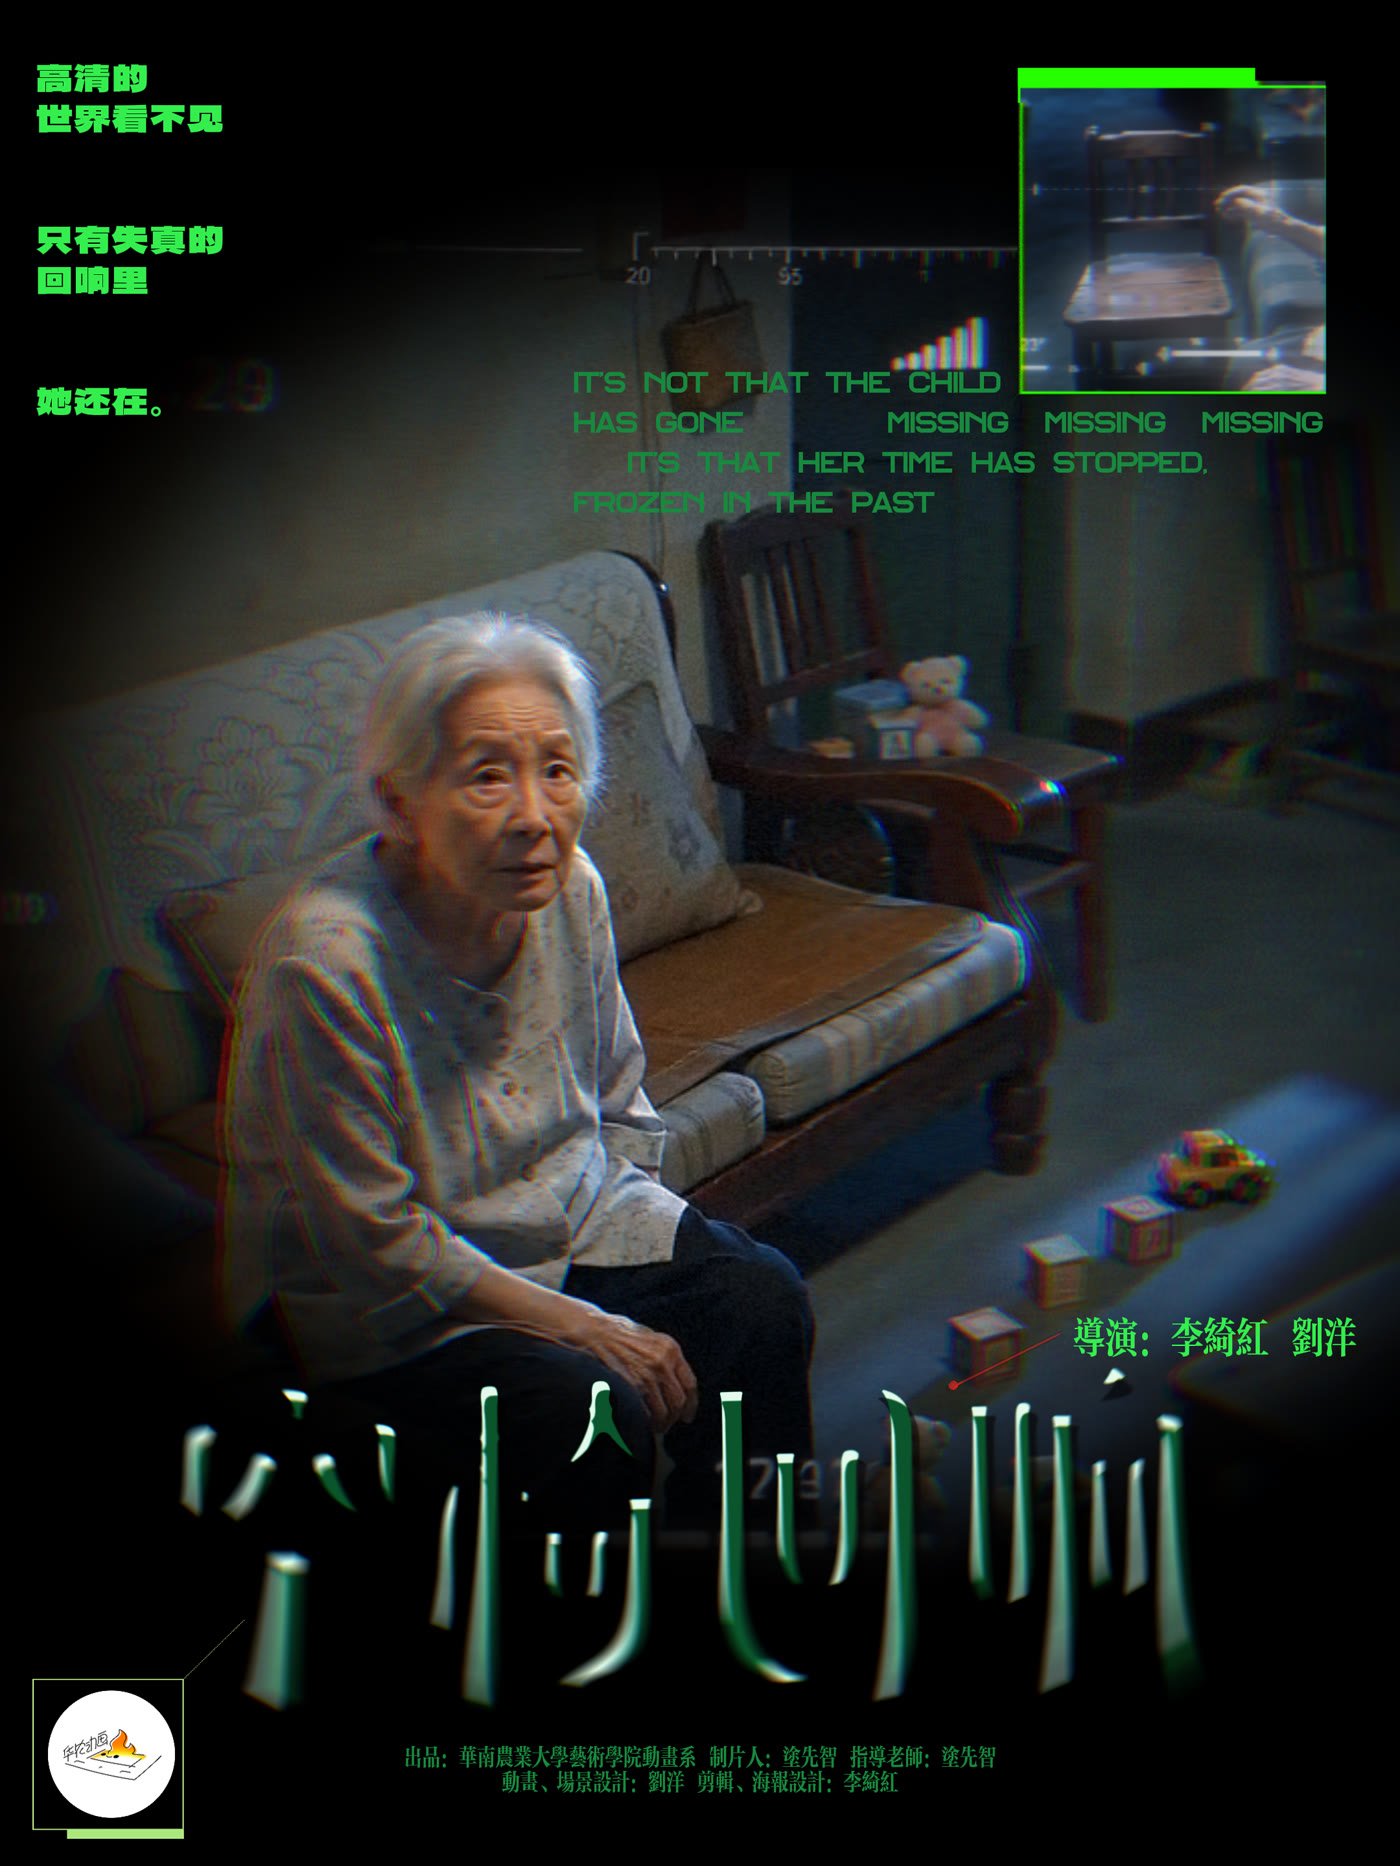 高清的
世界看不见
只有失真的
回响里
她还在。
20 95
23°
29
IT'S NOT THAT THE CHILD
HAS GONE MISSING MISSING MISSING
IT'S THAT HER TIME HAS STOPPED,
FROZEN IN THE PAST
A
導演：李綺紅 劉洋
出品：華南農業大學藝術學院動畫系 制片人：塗先智 指導老師：塗先智
動畫、場景設計：劉洋 剪輯、海報設計：李綺紅